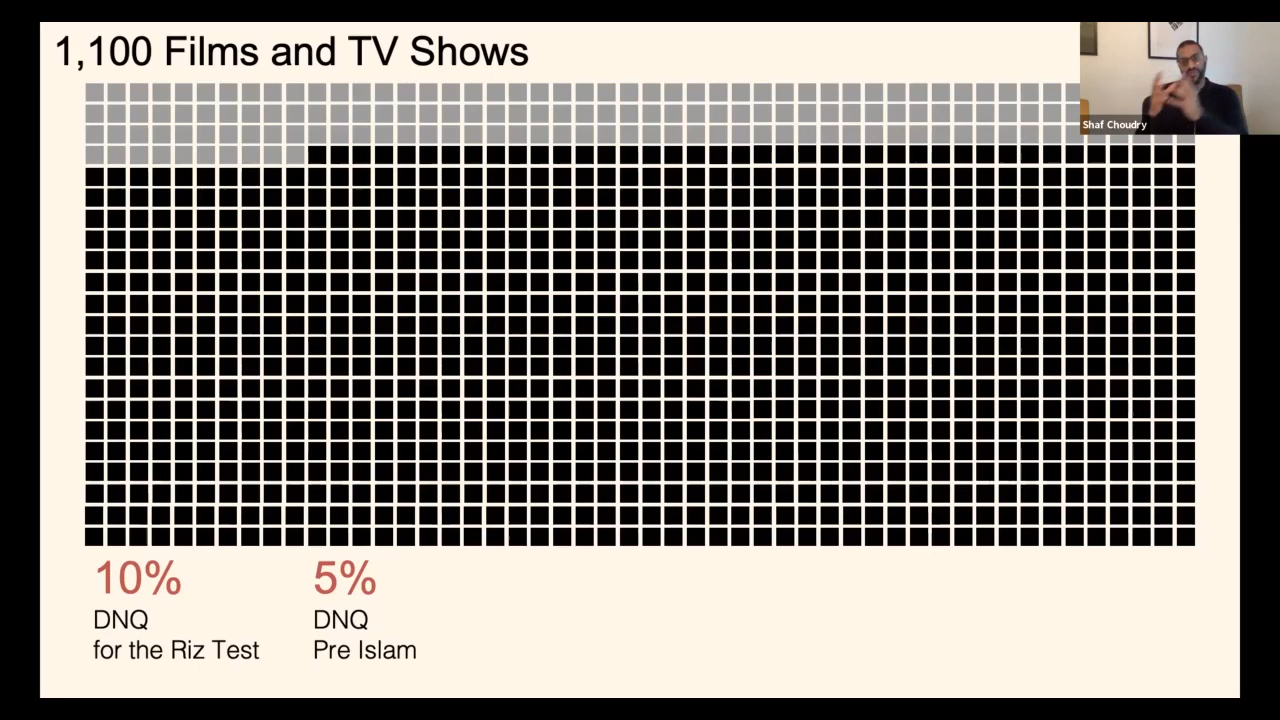 1,100 Films and TV Shows
Shaf Choudry
10%
DNQ
for the Riz Test
5%
DNQ
Pre Islam